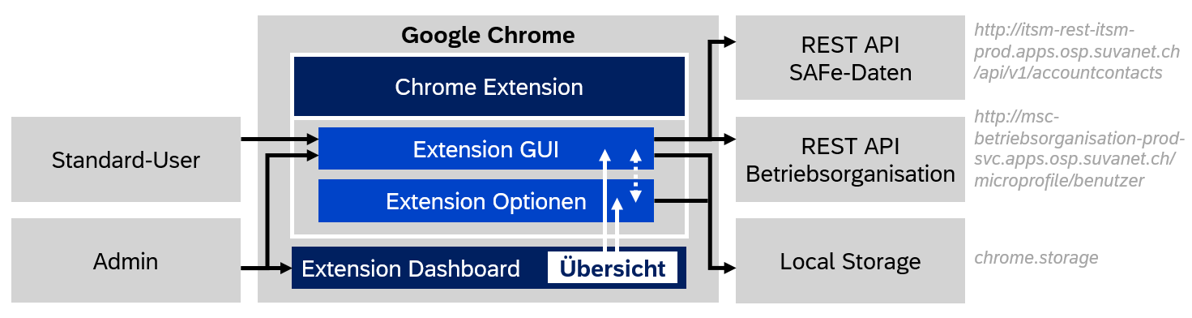 Google Chrome
Chrome Extension
Extension GUI
Extension Optionen
Extension Dashboard
Übersicht
Standard-User
Admin
REST API
SAFe-Daten
http://itsm-rest-itsm-
prod.apps.osp.suvanet.ch
/api/v1/accountcontacts
REST API
Betriebsorganisation
http://msc-
betriebsorganisation-prod-
svc.apps.osp.suvanet.ch/
microprofile/benutzer
Local Storage
chrome.storage